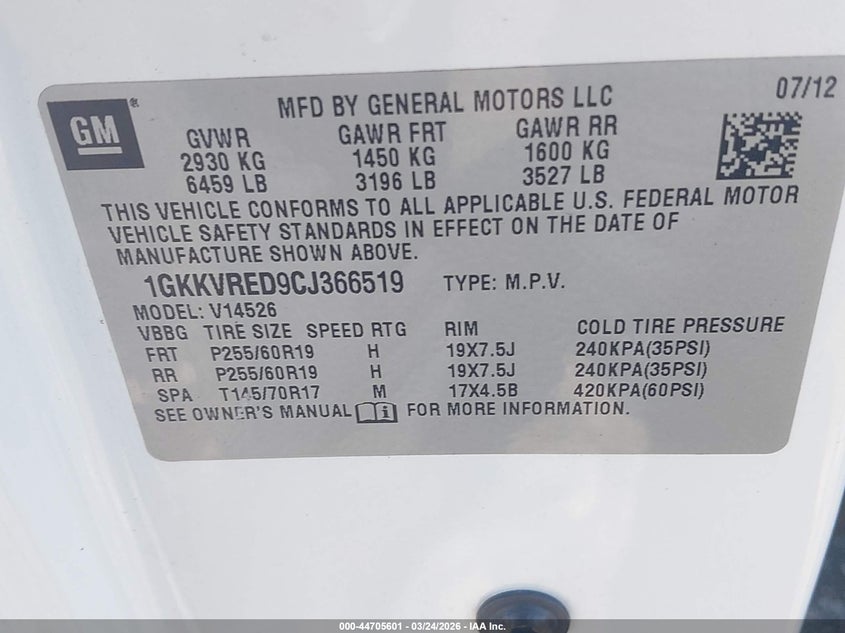 GM
®
MFD BY GENERAL MOTORS LLC
07/12
GVWR GAWR FRT GAWR RR
2930 KG 1450 KG 1600 KG
6459 LB 3196 LB 3527 LB
THIS VEHICLE CONFORMS TO ALL APPLICABLE U.S. FEDERAL MOTOR
VEHICLE SAFETY STANDARDS IN EFFECT ON THE DATE OF
MANUFACTURE SHOWN ABOVE.
1GKKVRED9CJ366519 TYPE: M.P.V.
MODEL: V14526
VBBG TIRE SIZE SPEED RTG RIM COLD TIRE PRESSURE
FRT P255/60R19 H 19X7.5J 240KPA(35PSI)
RR P255/60R19 H 19X7.5J 240KPA(35PSI)
SPA T145/70R17 M 17X4.5B 420KPA(60PSI)
SEE OWNER'S MANUAL FOR MORE INFORMATION.
000-44705601 - 03/24/2026 - IAA Inc.